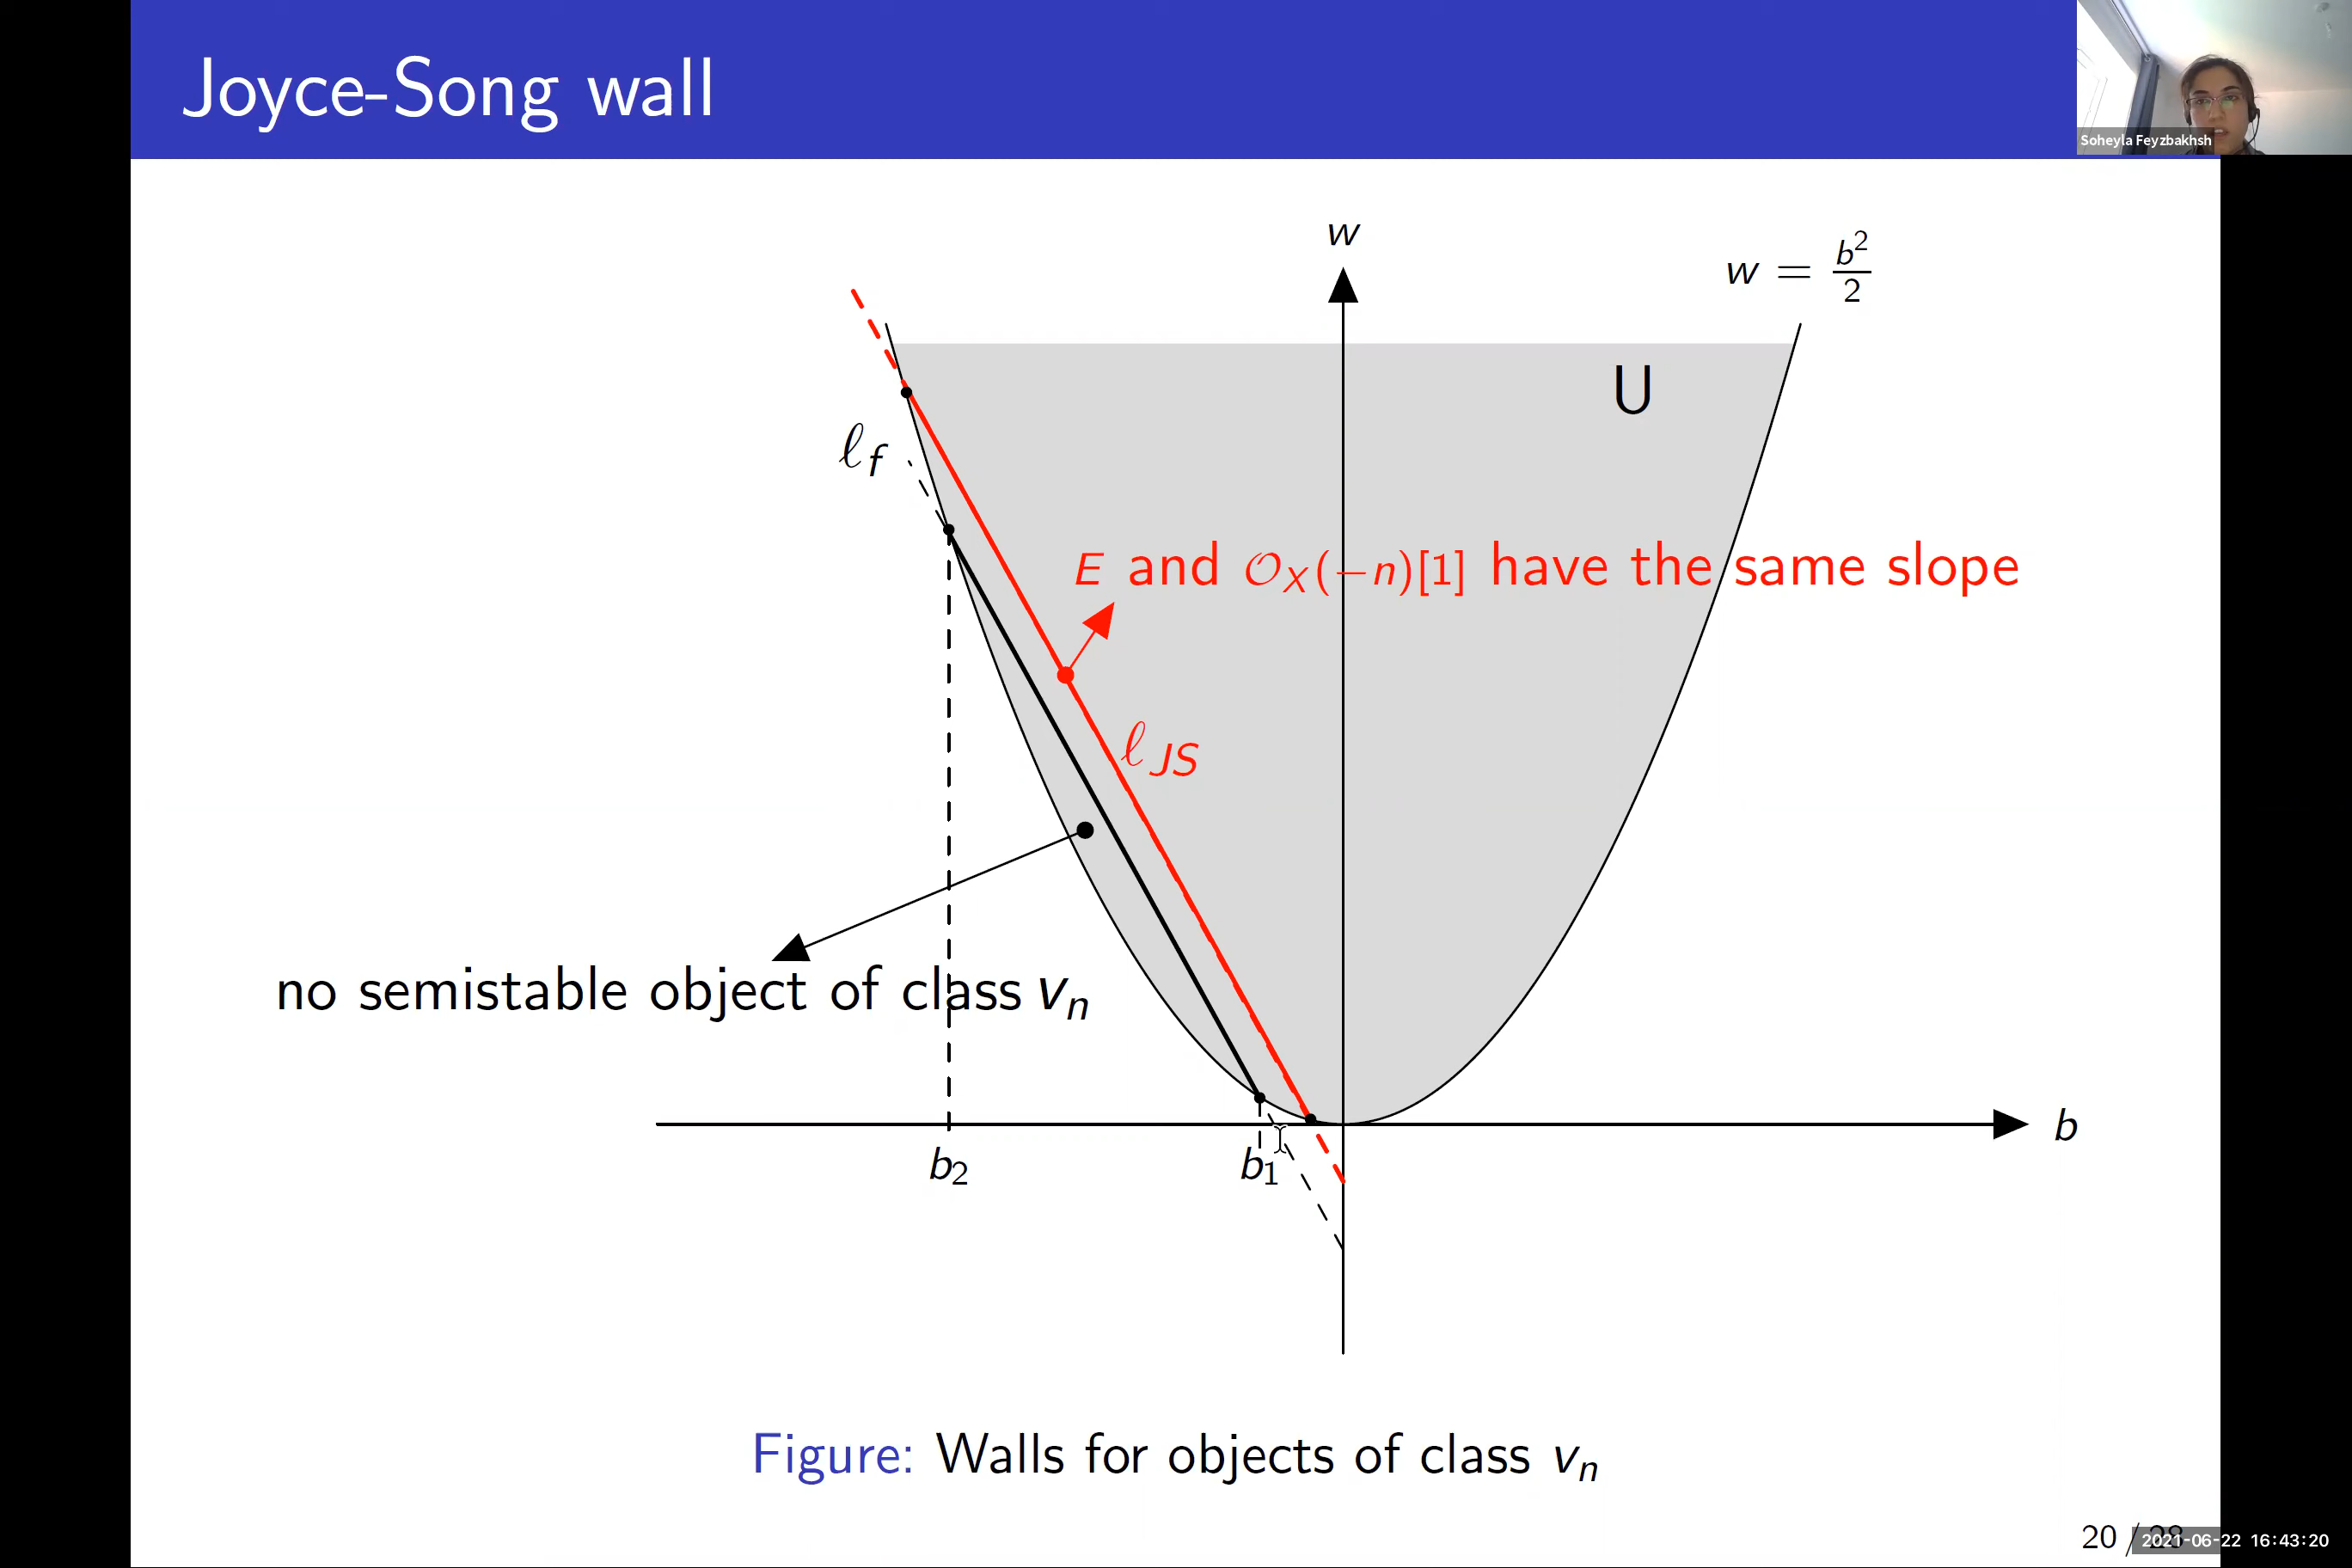 Joyce-Song wall
Soheyla Feyzbakhsh
w
w = b²/2
U
ℓf
E and 𝒪X(−n)[1] have the same slope
ℓJS
no semistable object of class vn
b
b2
b1
Figure: Walls for objects of class vn
20 / 28
2021-06-22 16:43:20